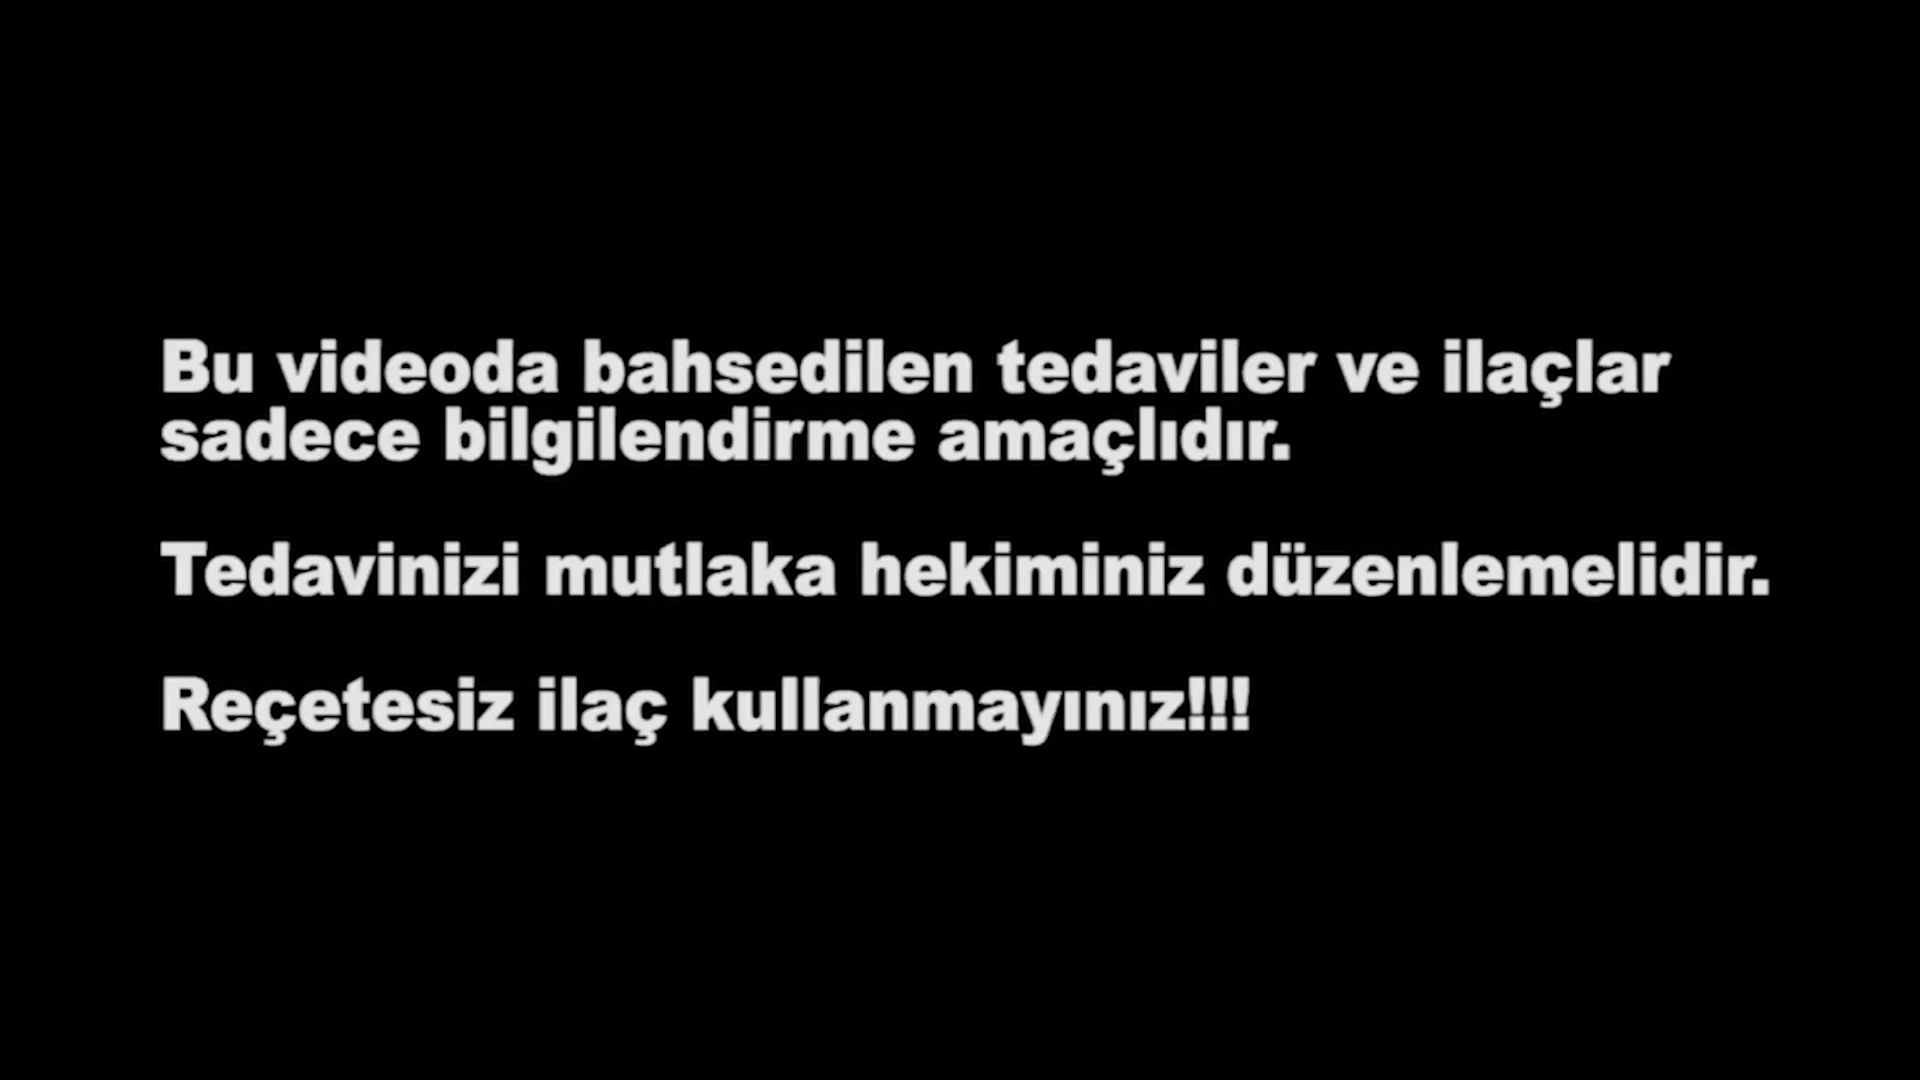 Bu videoda bahsedilen tedaviler ve ilaçlar
sadece bilgilendirme amaçlıdır.
Tedavinizi mutlaka hekiminiz düzenlemelidir.
Reçetesiz ilaç kullanmayınız!!!